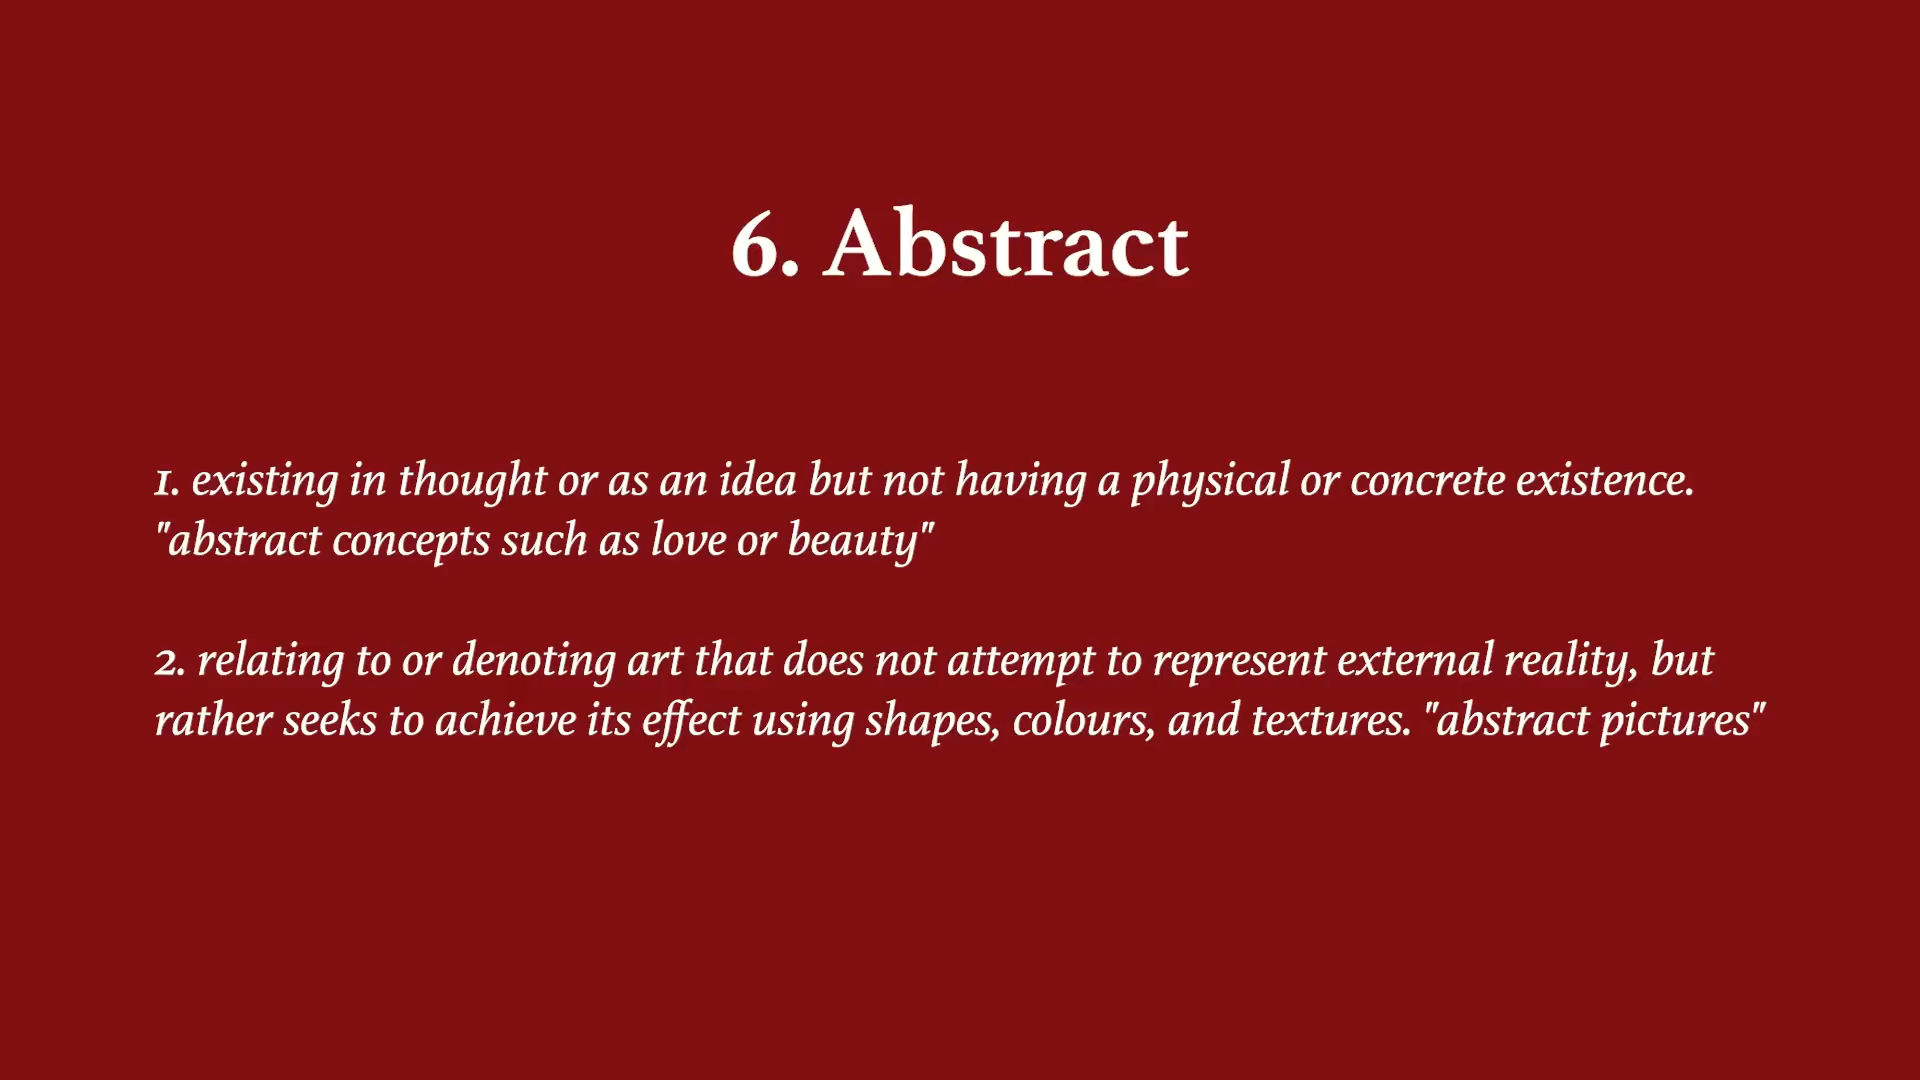 6. Abstract
1. existing in thought or as an idea but not having a physical or concrete existence.
"abstract concepts such as love or beauty"
2. relating to or denoting art that does not attempt to represent external reality, but
rather seeks to achieve its effect using shapes, colours, and textures. "abstract pictures"